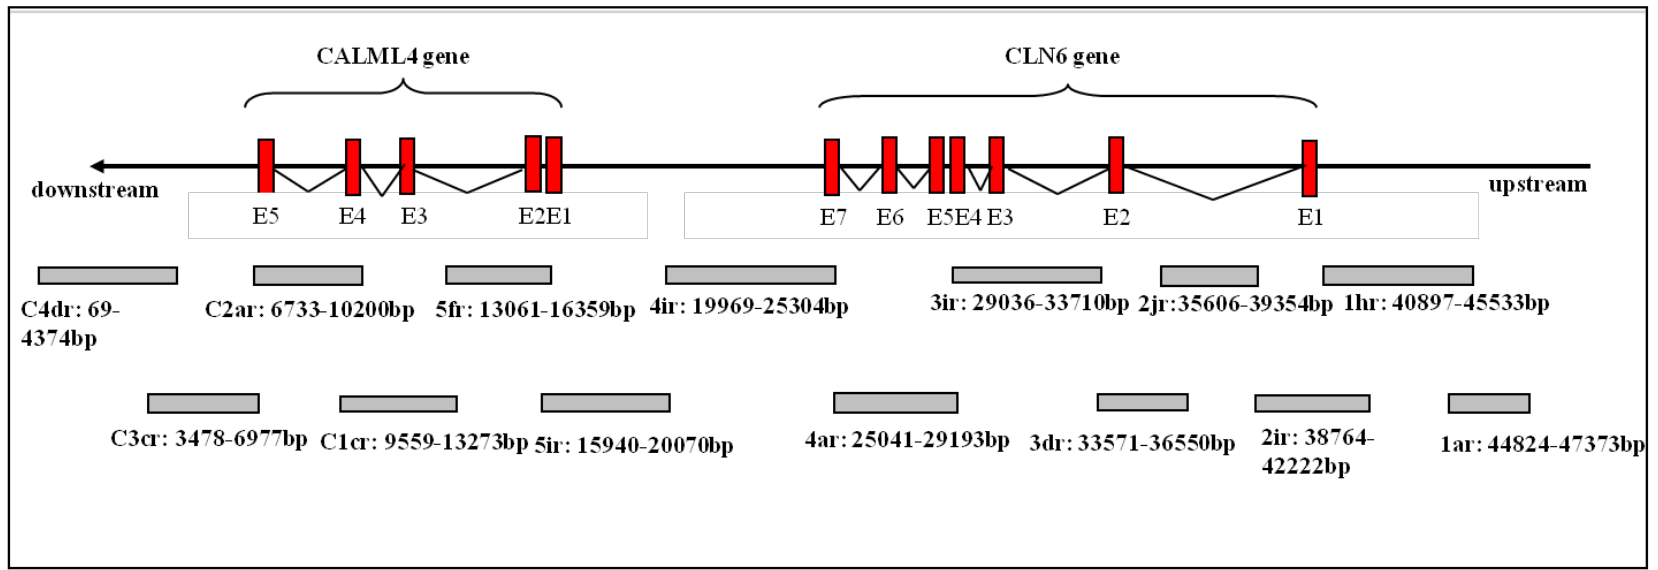 CALML4 gene
CLN6 gene
downstream
upstream
E5 E4 E3 E2E1
E7 E6 E5E4 E3 E2 E1
C4dr: 69-
4374bp
C2ar: 6733-10200bp
5fr: 13061-16359bp
4ir: 19969-25304bp
3ir: 29036-33710bp
2jr:35606-39354bp
1hr: 40897-45533bp
C3cr: 3478-6977bp
C1cr: 9559-13273bp
5ir: 15940-20070bp
4ar: 25041-29193bp
3dr: 33571-36550bp
2ir: 38764-
42222bp
1ar: 44824-47373bp